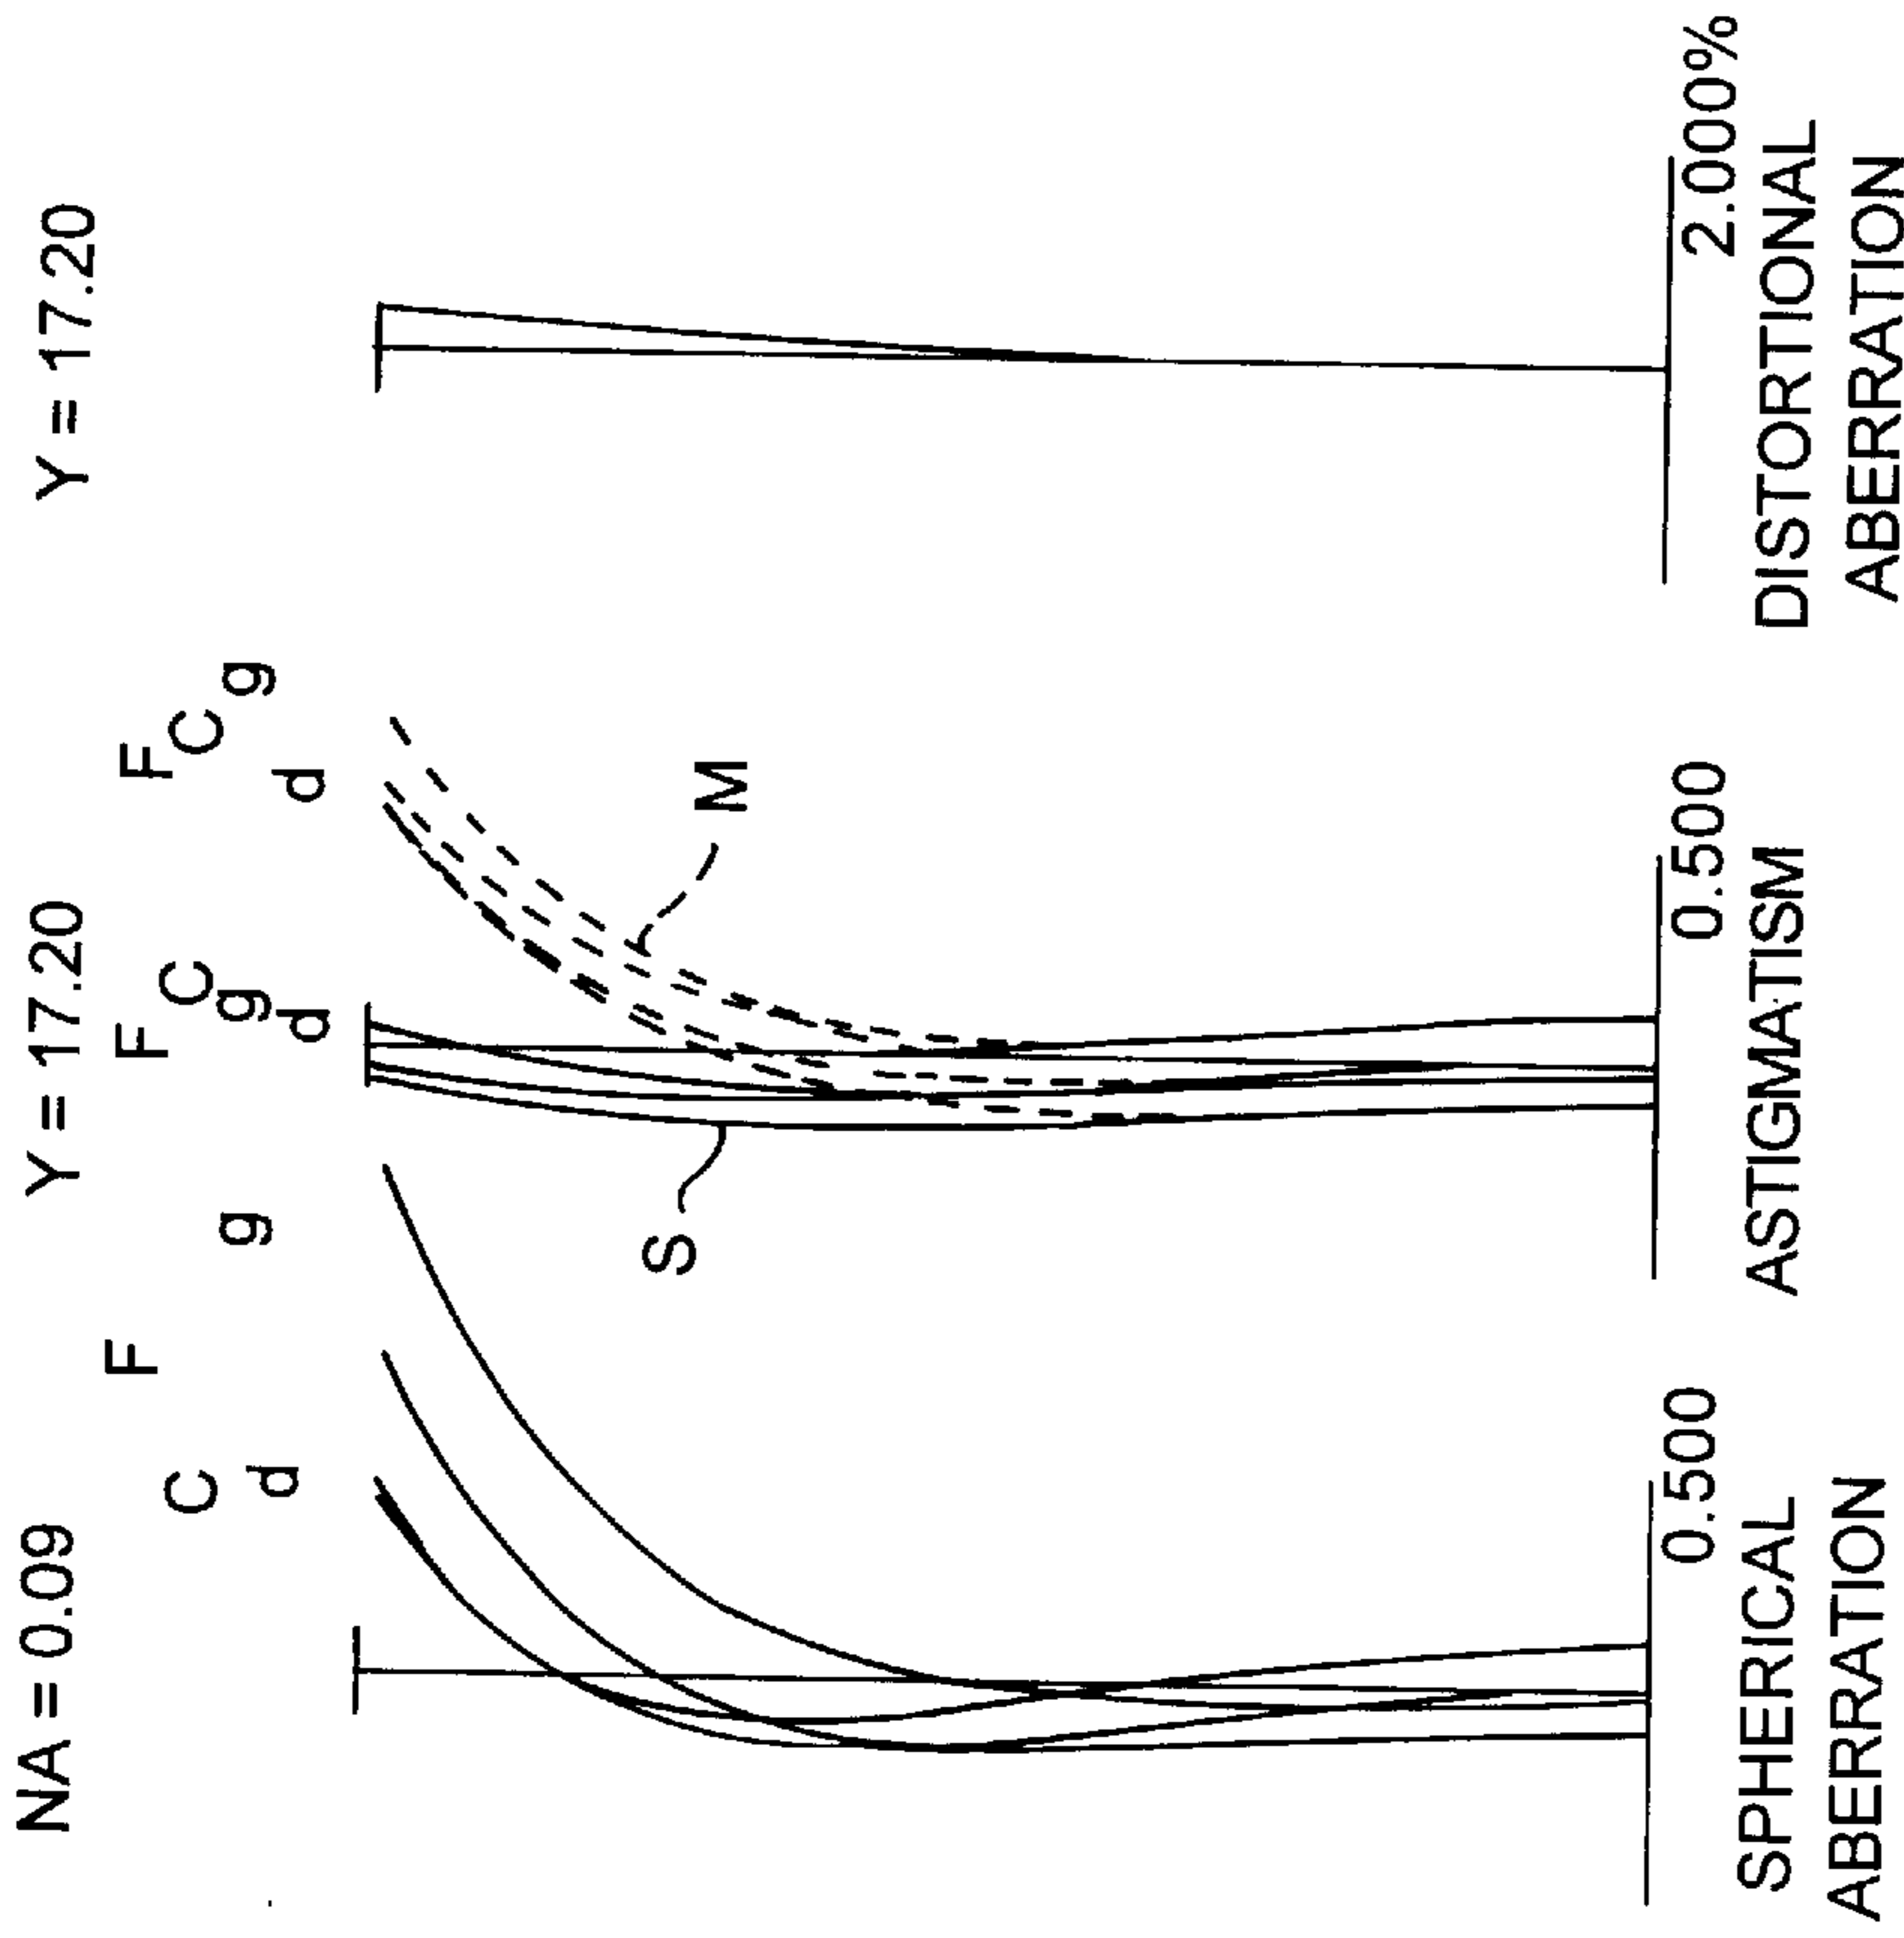 NA = 0.09
C
d
F
g
0.500
SPHERICAL
ABERRATION
Y = 17.20
F
C
g
d
F
C
g
d
S
M
0.500
ASTIGMATISM
Y = 17.20
2.000%
DISTORTIONAL
ABERRATION